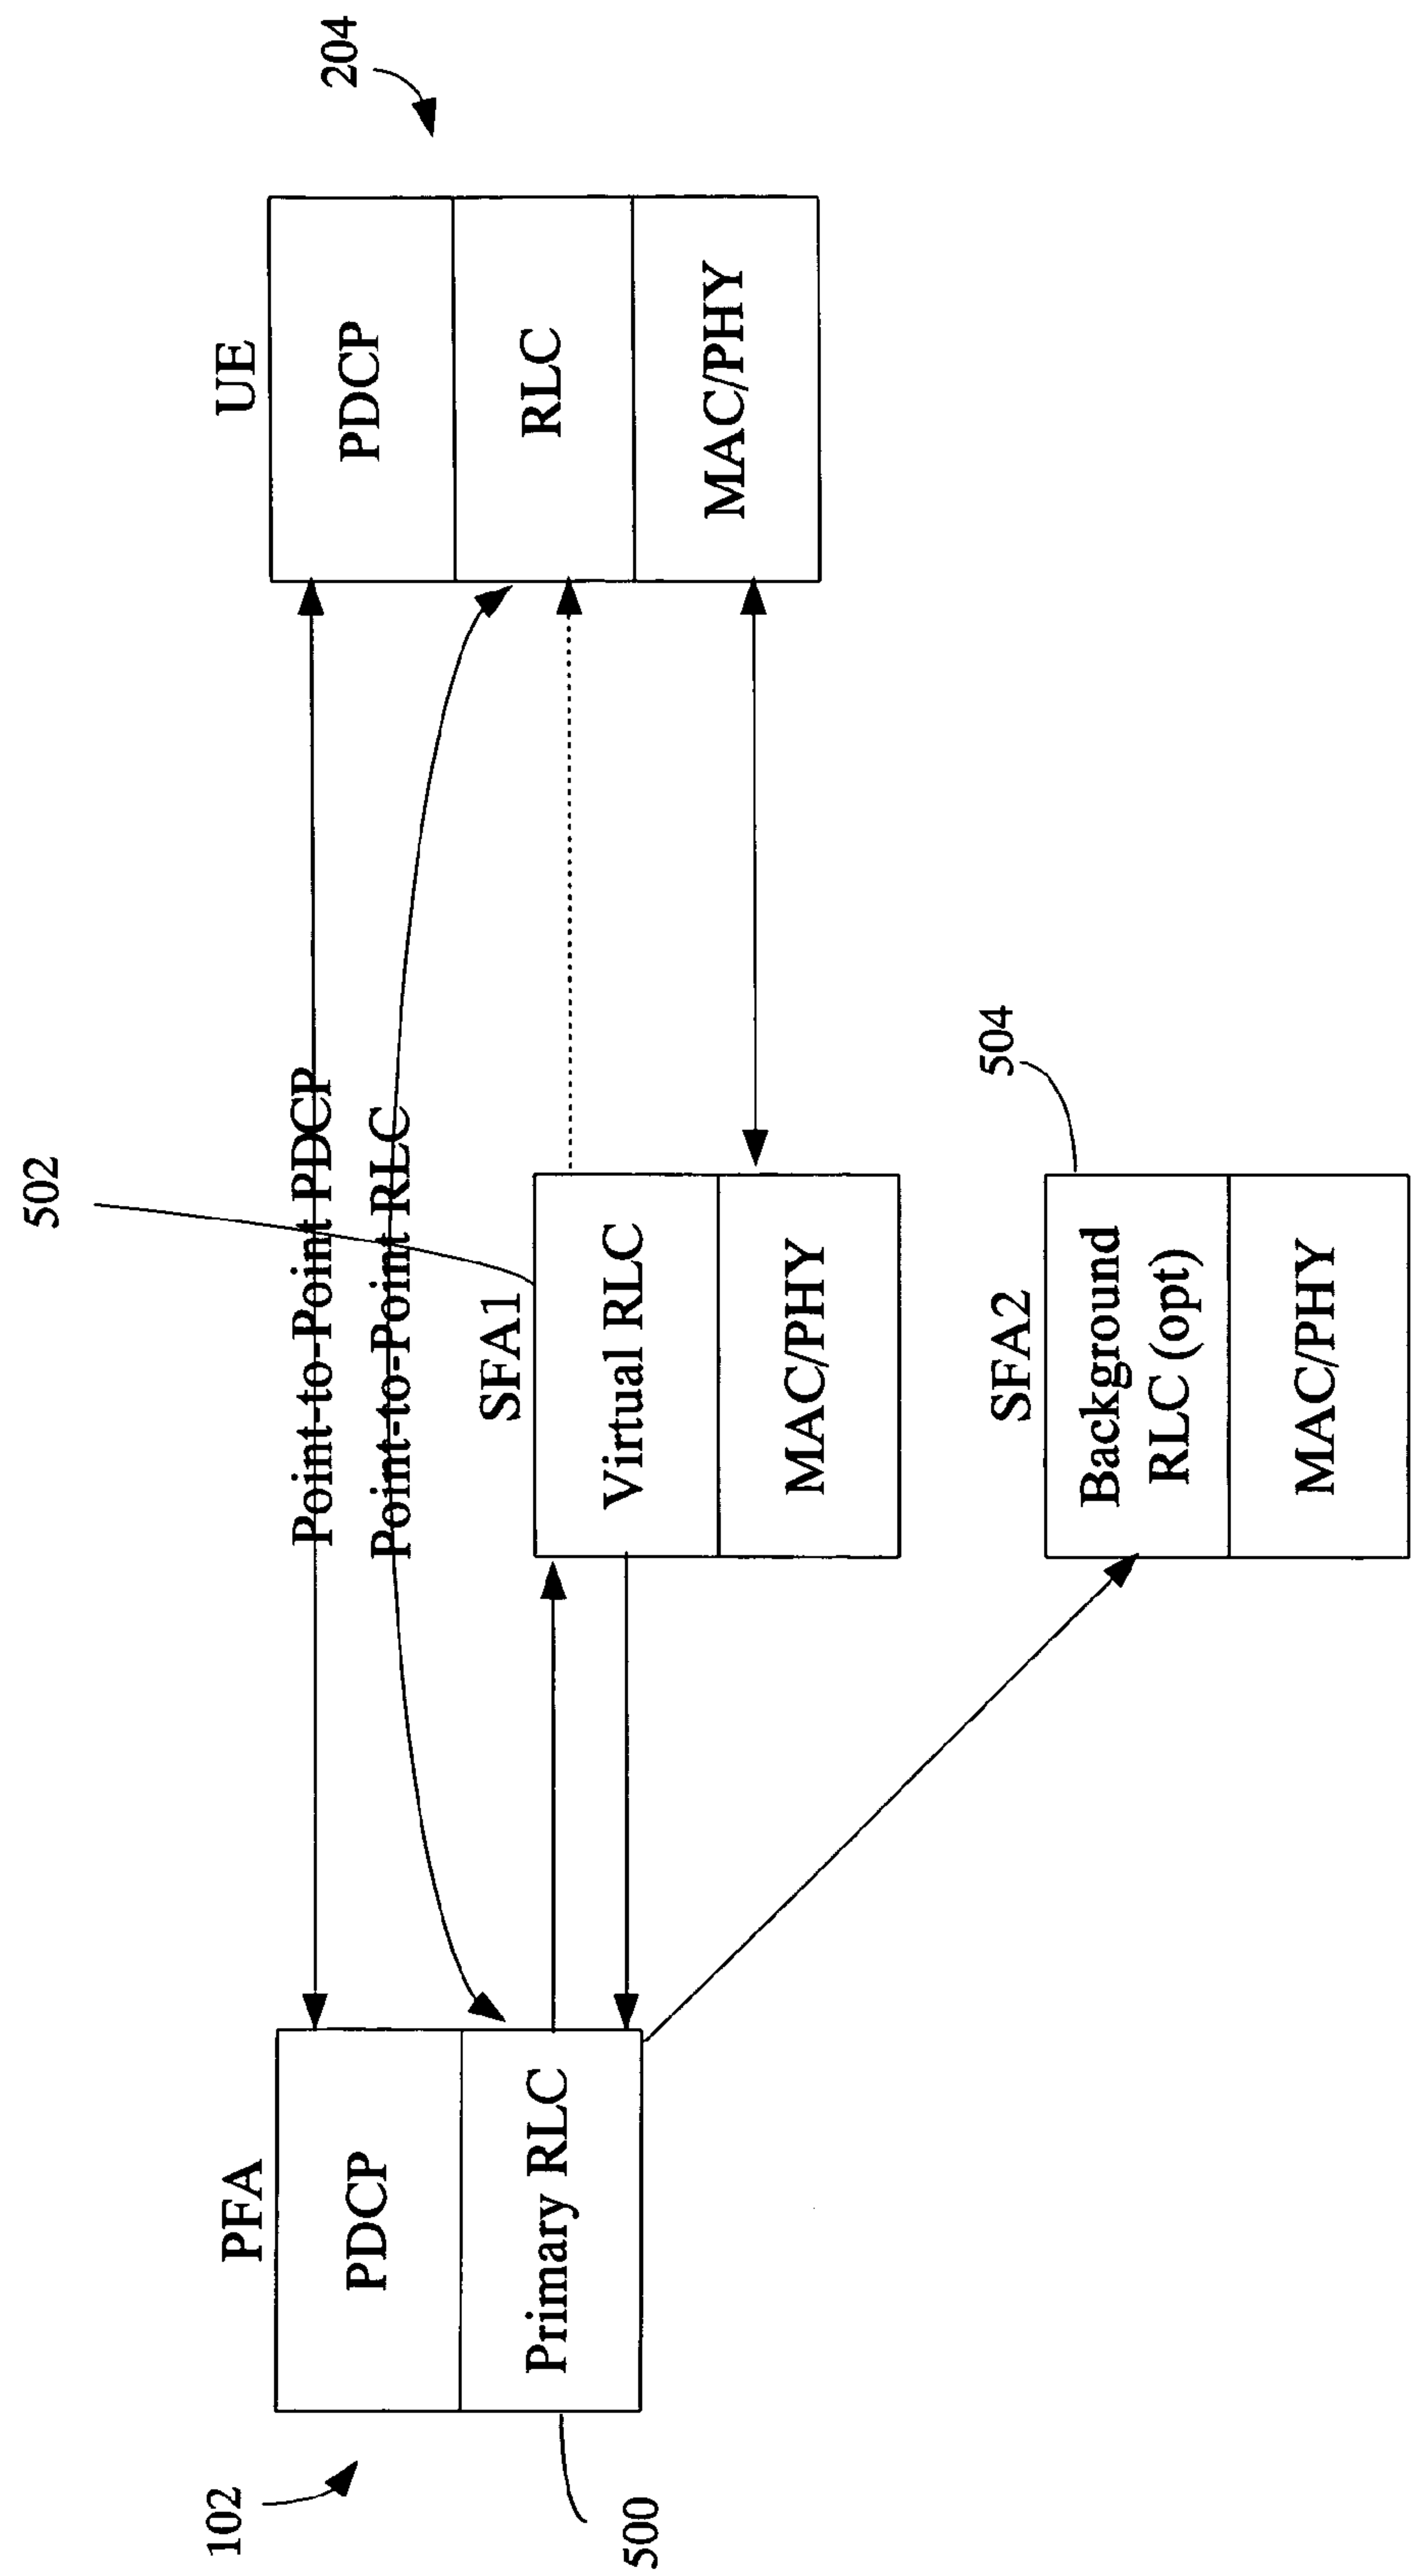 204
UE
PDCP
RLC
MAC/PHY
Point-to-Point PDCP
Point-to-Point RLC
502
SFA1
Virtual RLC
MAC/PHY
504
SFA2
Background
RLC (opt)
MAC/PHY
PFA
PDCP
Primary RLC
102
500